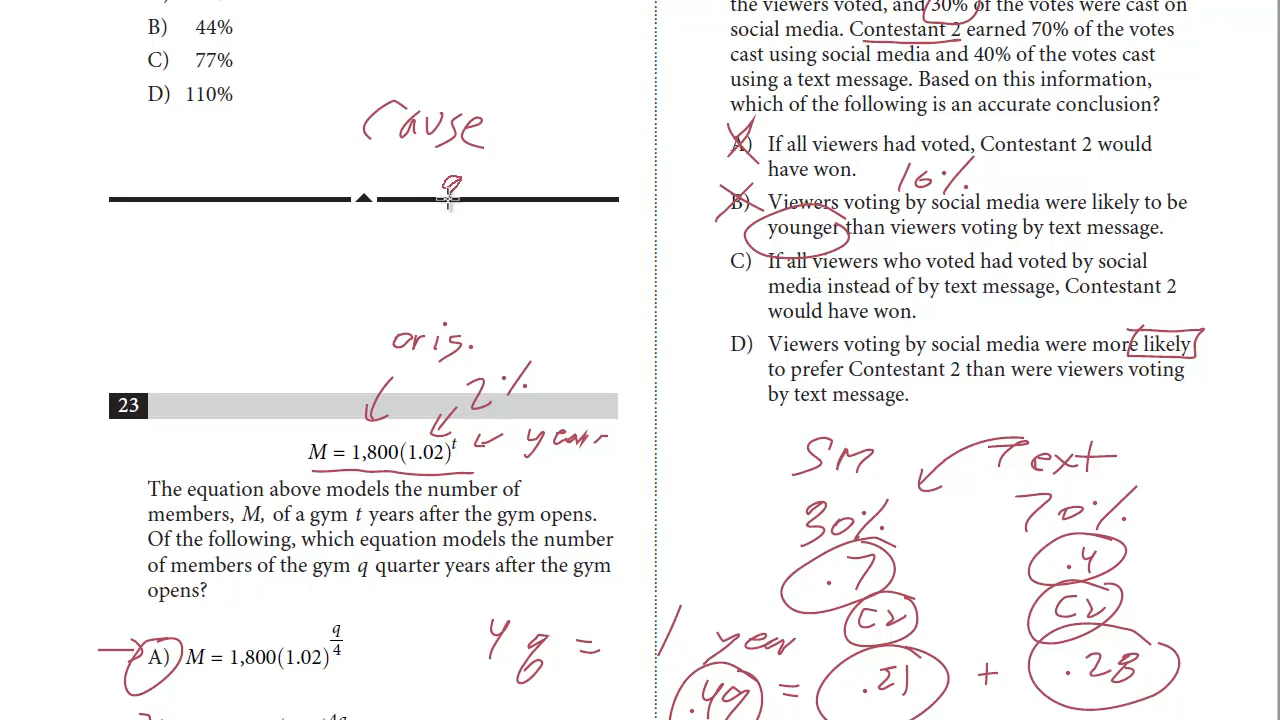 B) 44%
C) 77%
D) 110%
Cause
23
oris.
2%
years
M = 1,800(1.02)^t
The equation above models the number of
members, M, of a gym t years after the gym opens.
Of the following, which equation models the number
of members of the gym q quarter years after the gym
opens?
A) M = 1,800(1.02)^(q/4)
4 q = 1 year
the viewers voted, and 30% of the votes were cast on
social media. Contestant 2 earned 70% of the votes
cast using social media and 40% of the votes cast
using a text message. Based on this information,
which of the following is an accurate conclusion?
A) If all viewers had voted, Contestant 2 would
have won.
10%
B) Viewers voting by social media were likely to be
younger than viewers voting by text message.
C) If all viewers who voted had voted by social
media instead of by text message, Contestant 2
would have won.
D) Viewers voting by social media were more likely
to prefer Contestant 2 than were viewers voting
by text message.
SM Text
30% 70%
.7 .4
C2 C2
.49 = .21 + .28